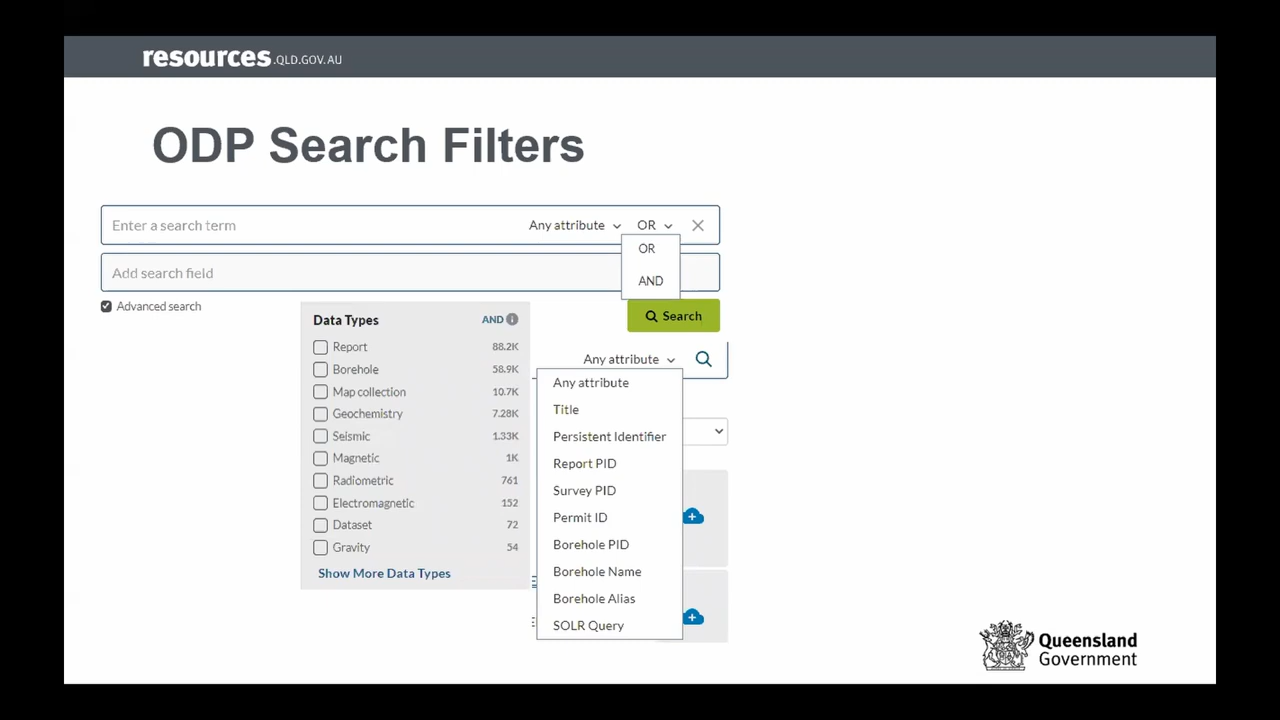 resources.QLD.GOV.AU
ODP Search Filters
Enter a search term Any attribute OR
OR
AND
Add search field
Advanced search
Search
Data Types AND
Report 88.2K
Borehole 58.9K
Map collection 10.7K
Geochemistry 7.28K
Seismic 1.33K
Magnetic 1K
Radiometric 761
Electromagnetic 152
Dataset 72
Gravity 54
Show More Data Types
Any attribute
Any attribute
Title
Persistent Identifier
Report PID
Survey PID
Permit ID
Borehole PID
Borehole Name
Borehole Alias
SOLR Query
Queensland
Government